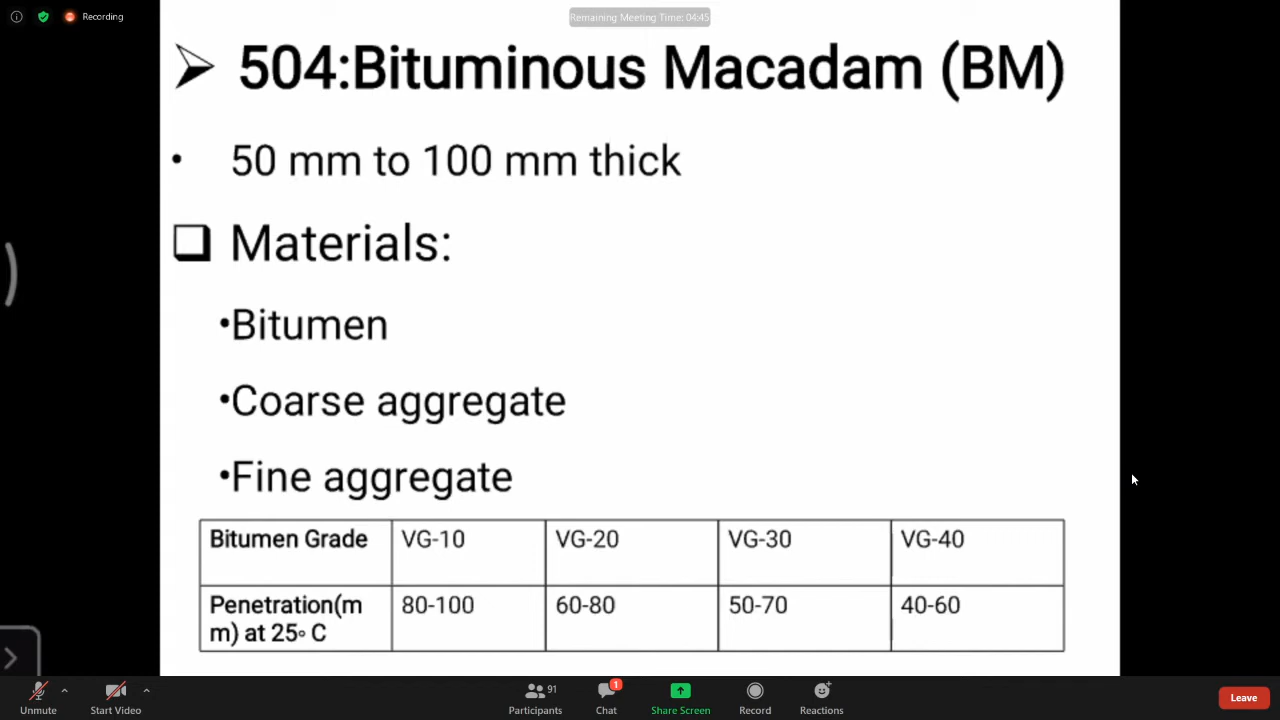 Recording
Remaining Meeting Time: 04:45
➢ 504:Bituminous Macadam (BM)
• 50 mm to 100 mm thick
❑ Materials:
•Bitumen
•Coarse aggregate
•Fine aggregate
Bitumen Grade VG-10 VG-20 VG-30 VG-40
Penetration(m 80-100 60-80 50-70 40-60
m) at 25◦ C
91
1
Unmute Start Video Participants Chat Share Screen Record Reactions Leave